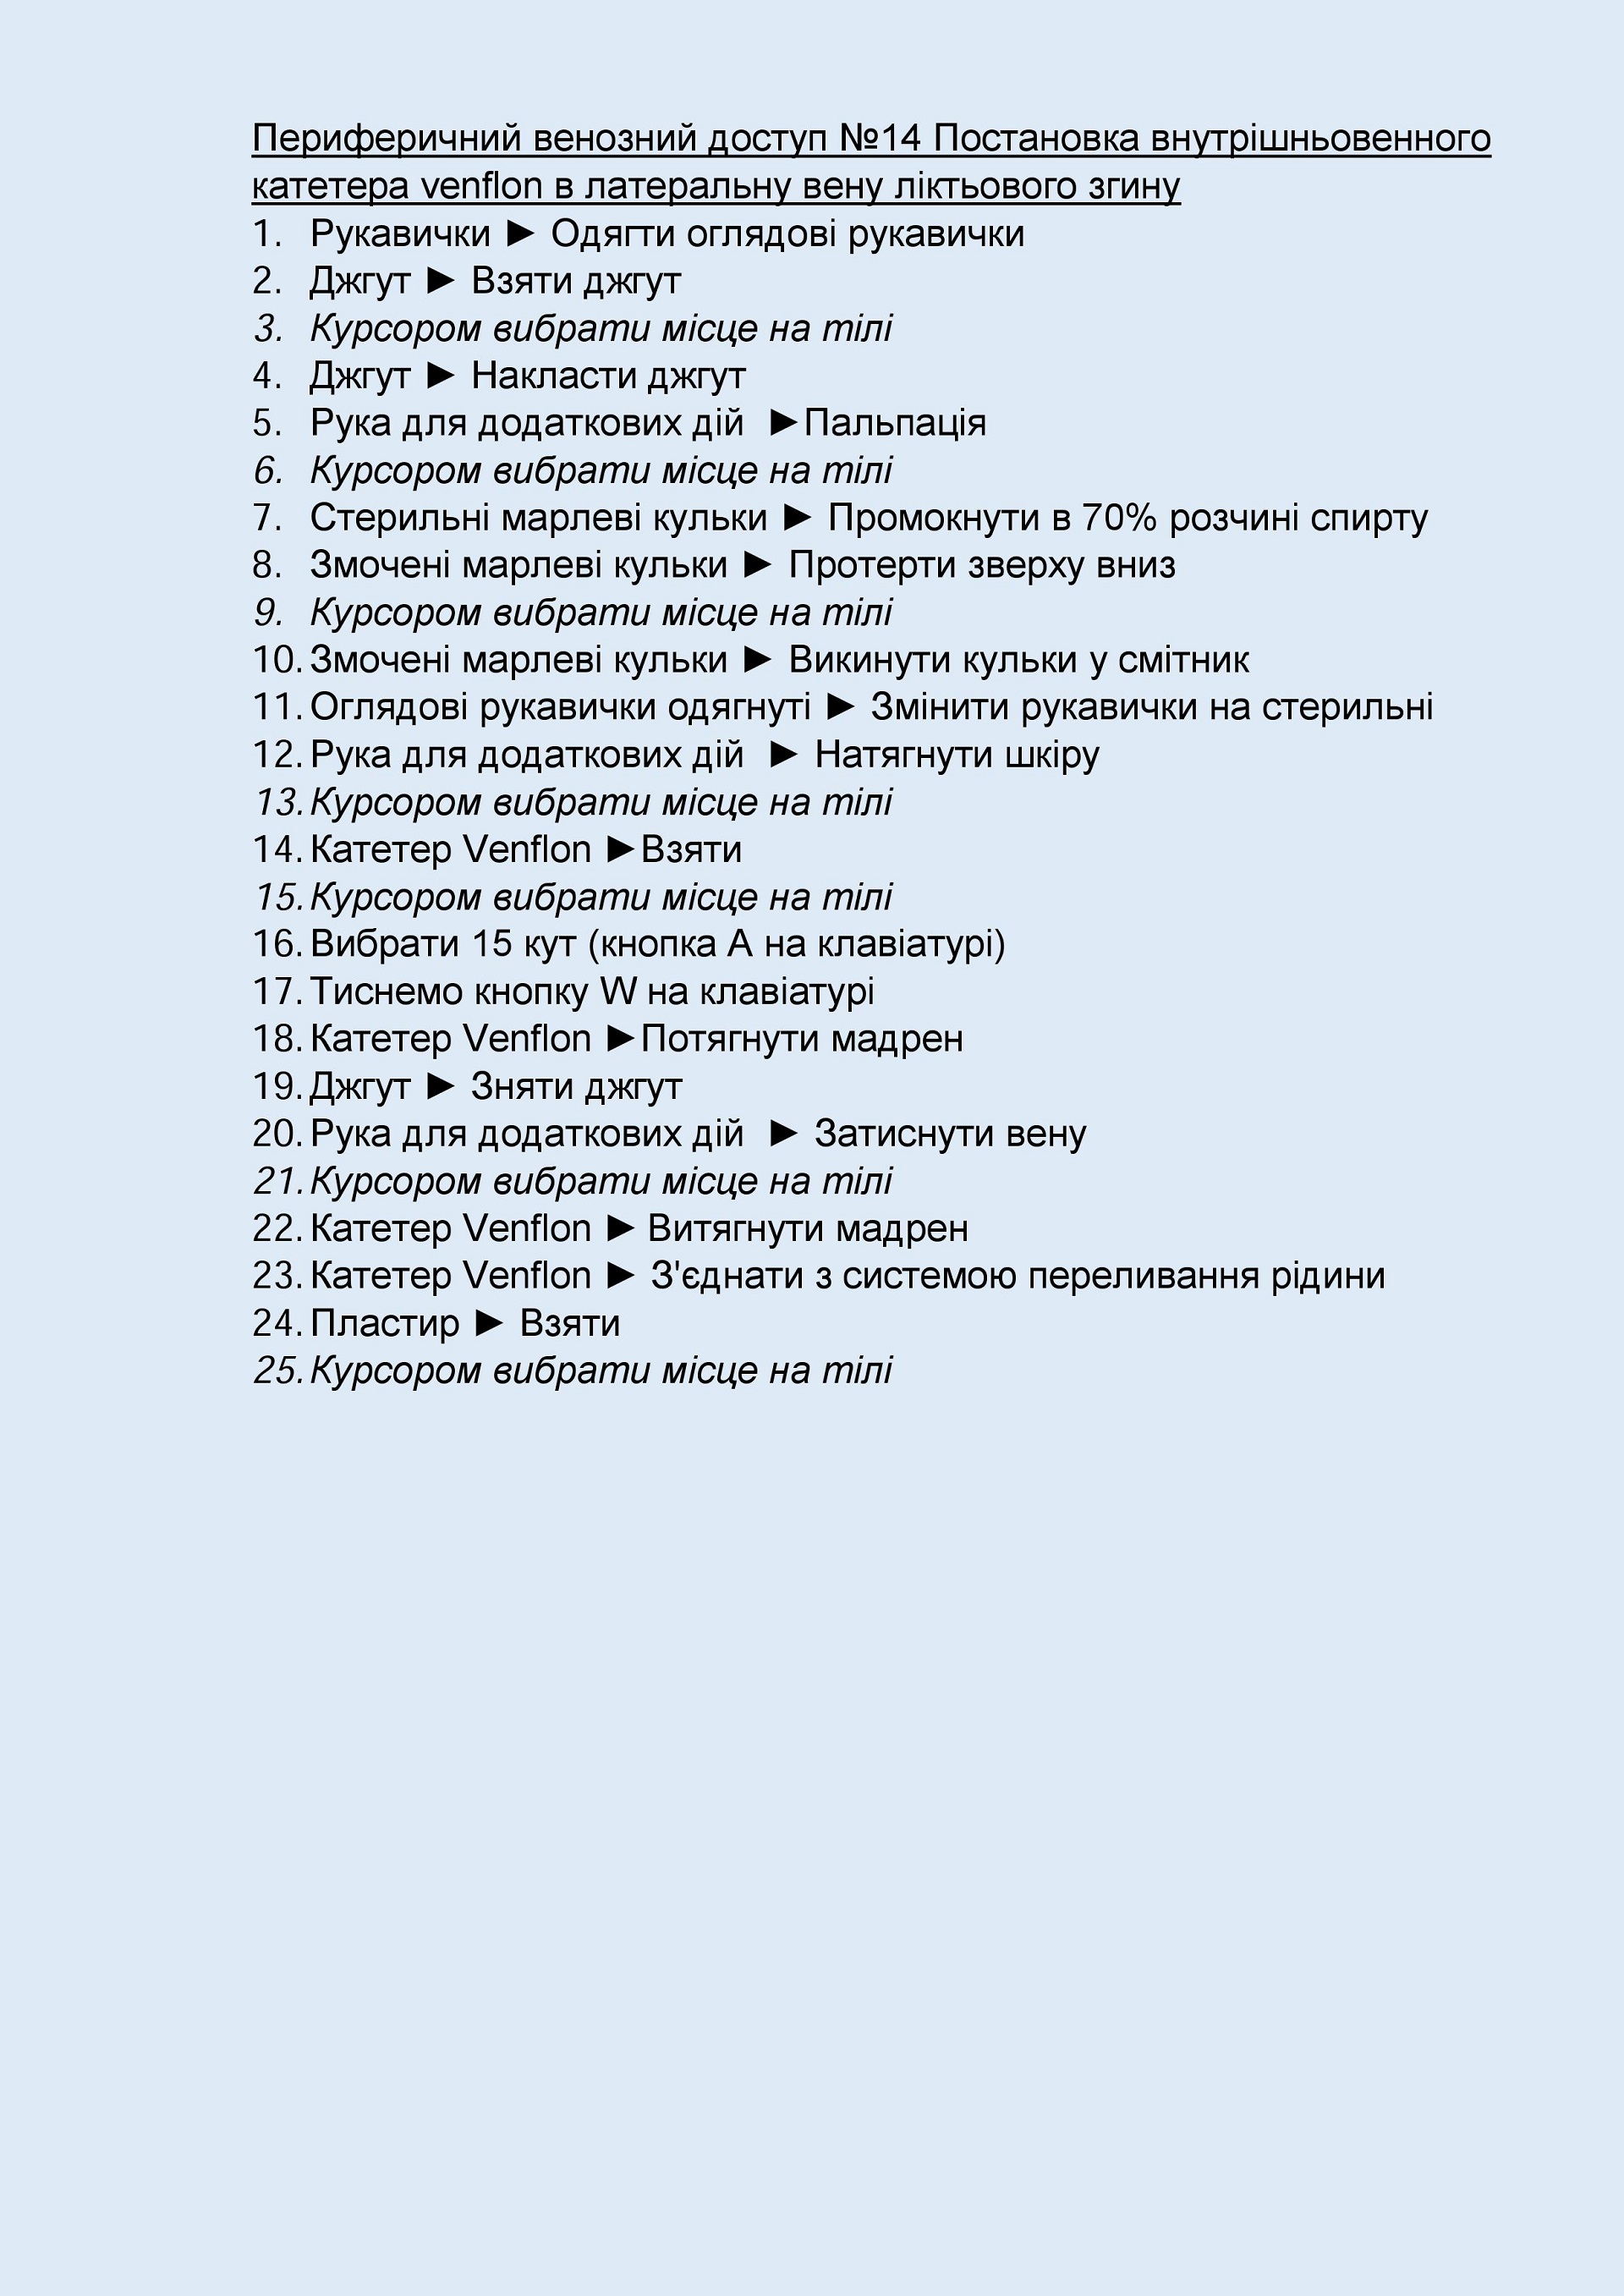 Периферичний венозний доступ №14 Постановка внутрішньовенного
катетера venflon в латеральну вену ліктьового згину
1. Рукавички ► Одягти оглядові рукавички
2. Джгут ► Взяти джгут
3. Курсором вибрати місце на тілі
4. Джгут ► Накласти джгут
5. Рука для додаткових дій ►Пальпація
6. Курсором вибрати місце на тілі
7. Стерильні марлеві кульки ► Промокнути в 70% розчині спирту
8. Змочені марлеві кульки ► Протерти зверху вниз
9. Курсором вибрати місце на тілі
10. Змочені марлеві кульки ► Викинути кульки у смітник
11. Оглядові рукавички одягнуті ► Змінити рукавички на стерильні
12. Рука для додаткових дій ► Натягнути шкіру
13. Курсором вибрати місце на тілі
14. Катетер Venflon ►Взяти
15. Курсором вибрати місце на тілі
16. Вибрати 15 кут (кнопка А на клавіатурі)
17. Тиснемо кнопку W на клавіатурі
18. Катетер Venflon ►Потягнути мадрен
19. Джгут ► Зняти джгут
20. Рука для додаткових дій ► Затиснути вену
21. Курсором вибрати місце на тілі
22. Катетер Venflon ► Витягнути мадрен
23. Катетер Venflon ► З'єднати з системою переливання рідини
24. Пластир ► Взяти
25. Курсором вибрати місце на тілі